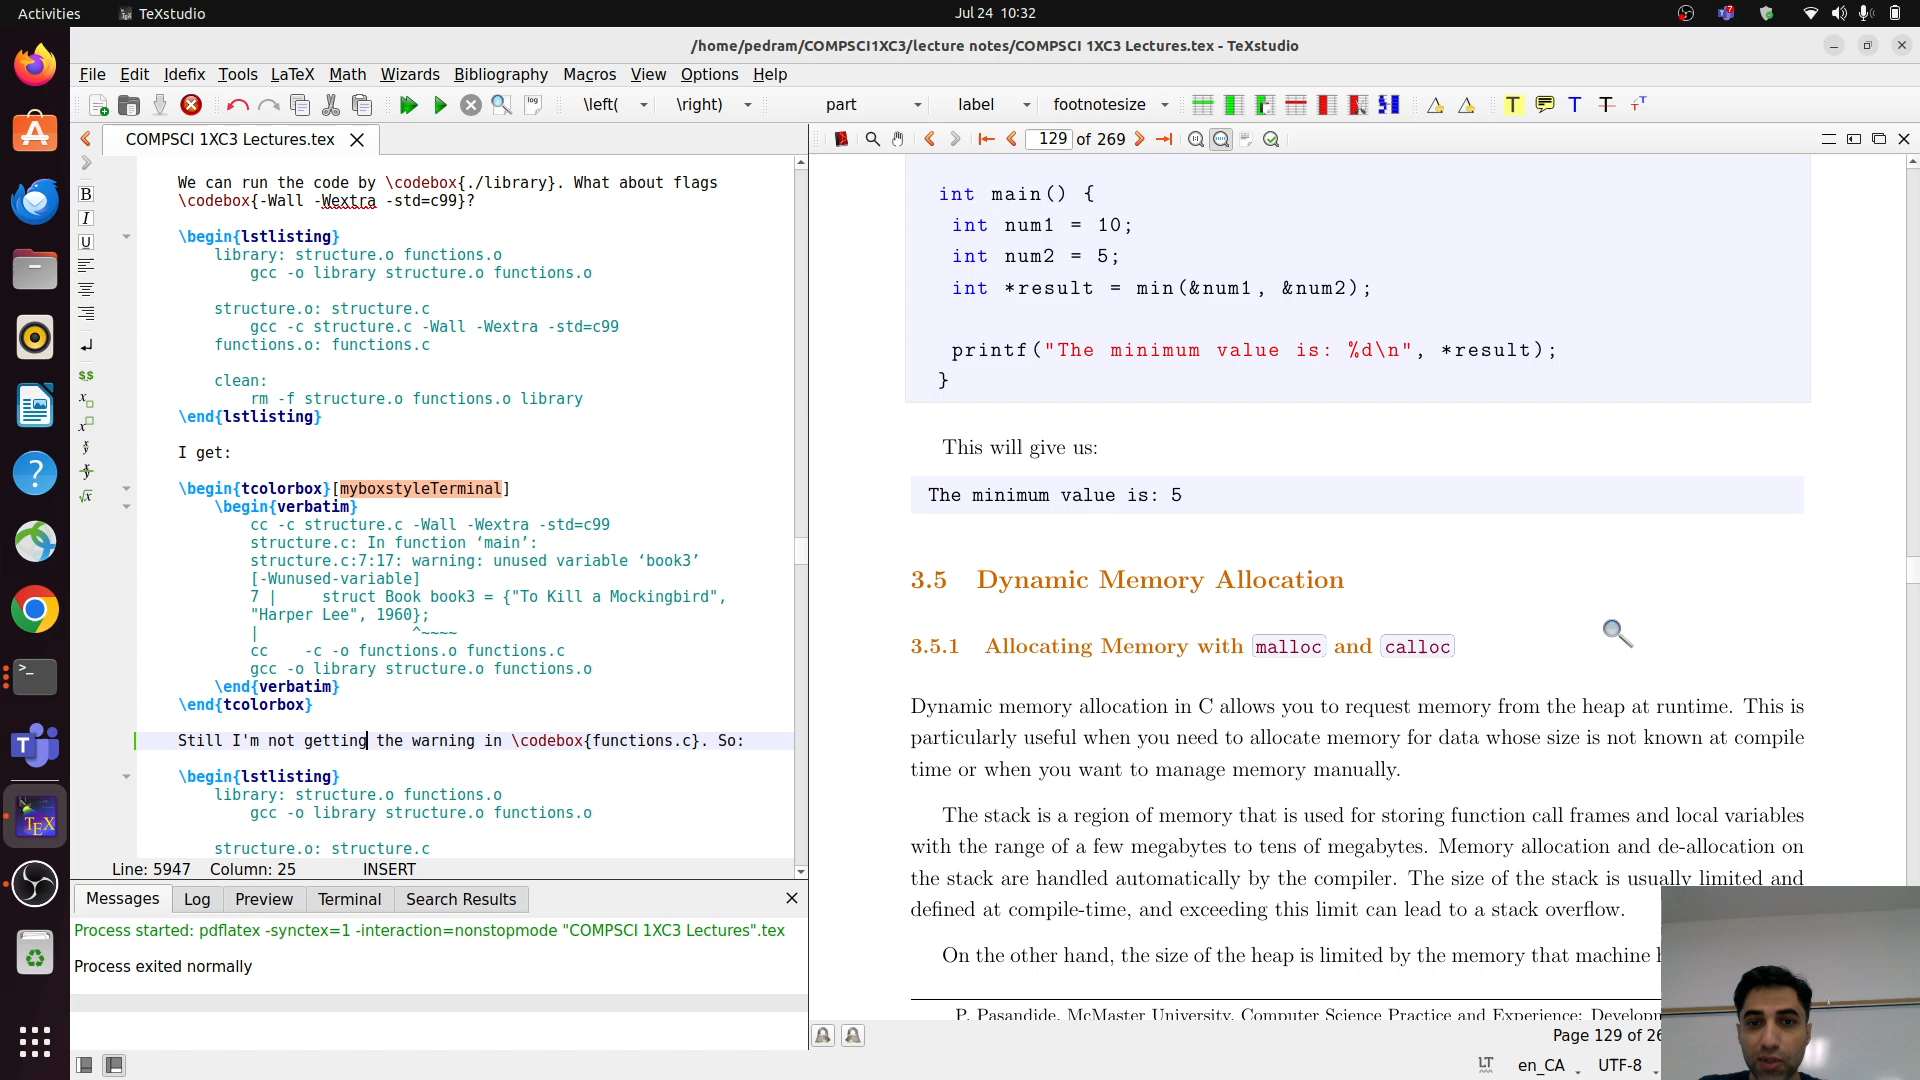 Activities
TeXstudio
Jul 24 10:32
/home/pedram/COMPSCI1XC3/lecture notes/COMPSCI 1XC3 Lectures.tex - TeXstudio
File Edit Idefix Tools LaTeX Math Wizards Bibliography Macros View Options Help
log
\left(
\right)
part
label
footnotesize
COMPSCI 1XC3 Lectures.tex
129 of 269
We can run the code by \codebox{./library}. What about flags
\codebox{-Wall -Wextra -std=c99}?
\begin{lstlisting}
library: structure.o functions.o
gcc -o library structure.o functions.o
structure.o: structure.c
gcc -c structure.c -Wall -Wextra -std=c99
functions.o: functions.c
clean:
rm -f structure.o functions.o library
\end{lstlisting}
I get:
\begin{tcolorbox}[myboxstyleTerminal]
\begin{verbatim}
cc -c structure.c -Wall -Wextra -std=c99
structure.c: In function ‘main’:
structure.c:7:17: warning: unused variable ‘book3’
[-Wunused-variable]
7 |     struct Book book3 = {"To Kill a Mockingbird",
"Harper Lee", 1960};
|                 ^~~~~
cc    -c -o functions.o functions.c
gcc -o library structure.o functions.o
\end{verbatim}
\end{tcolorbox}
Still I'm not getting the warning in \codebox{functions.c}. So:
\begin{lstlisting}
library: structure.o functions.o
gcc -o library structure.o functions.o
structure.o: structure.c
Line: 5947 Column: 25 INSERT
Messages Log Preview Terminal Search Results
Process started: pdflatex -synctex=1 -interaction=nonstopmode "COMPSCI 1XC3 Lectures".tex
Process exited normally
int main() {
int num1 = 10;
int num2 = 5;
int *result = min(&num1, &num2);
printf("The minimum value is: %d\n", *result);
}
This will give us:
The minimum value is: 5
3.5 Dynamic Memory Allocation
3.5.1 Allocating Memory with malloc and calloc
Dynamic memory allocation in C allows you to request memory from the heap at runtime. This is
particularly useful when you need to allocate memory for data whose size is not known at compile
time or when you want to manage memory manually.
The stack is a region of memory that is used for storing function call frames and local variables
with the range of a few megabytes to tens of megabytes. Memory allocation and de-allocation on
the stack are handled automatically by the compiler. The size of the stack is usually limited and
defined at compile-time, and exceeding this limit can lead to a stack overflow.
On the other hand, the size of the heap is limited by the memory that machine
P. Pasandide, McMaster University, Computer Science Practice and Experience:
Page 129 of
en_CA
UTF-8